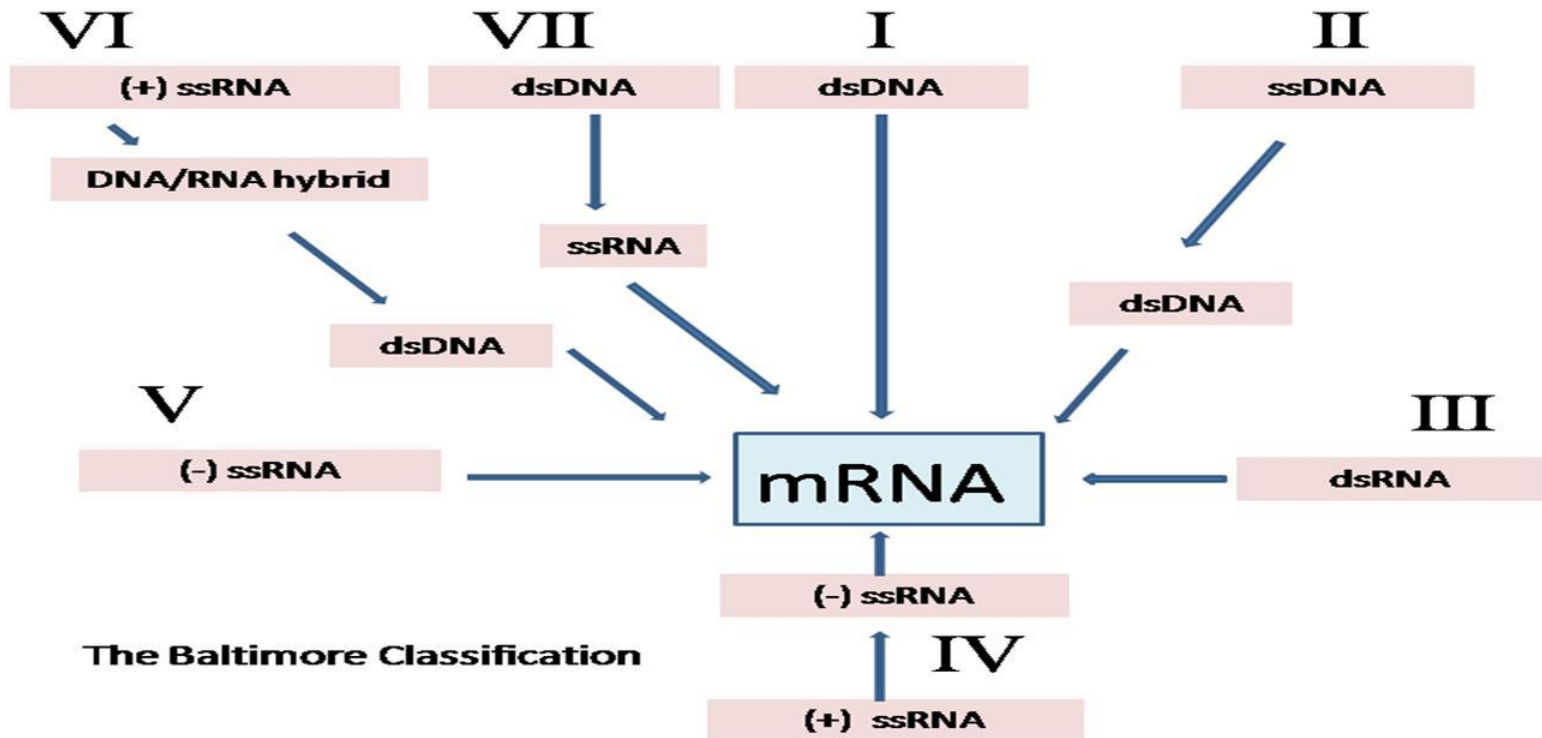 VI
VII
I
II
(+) ssRNA
dsDNA
dsDNA
ssDNA
DNA/RNA hybrid
ssRNA
dsDNA
dsDNA
V
III
(-) ssRNA
mRNA
dsRNA
(-) ssRNA
The Baltimore Classification
IV
(+) ssRNA